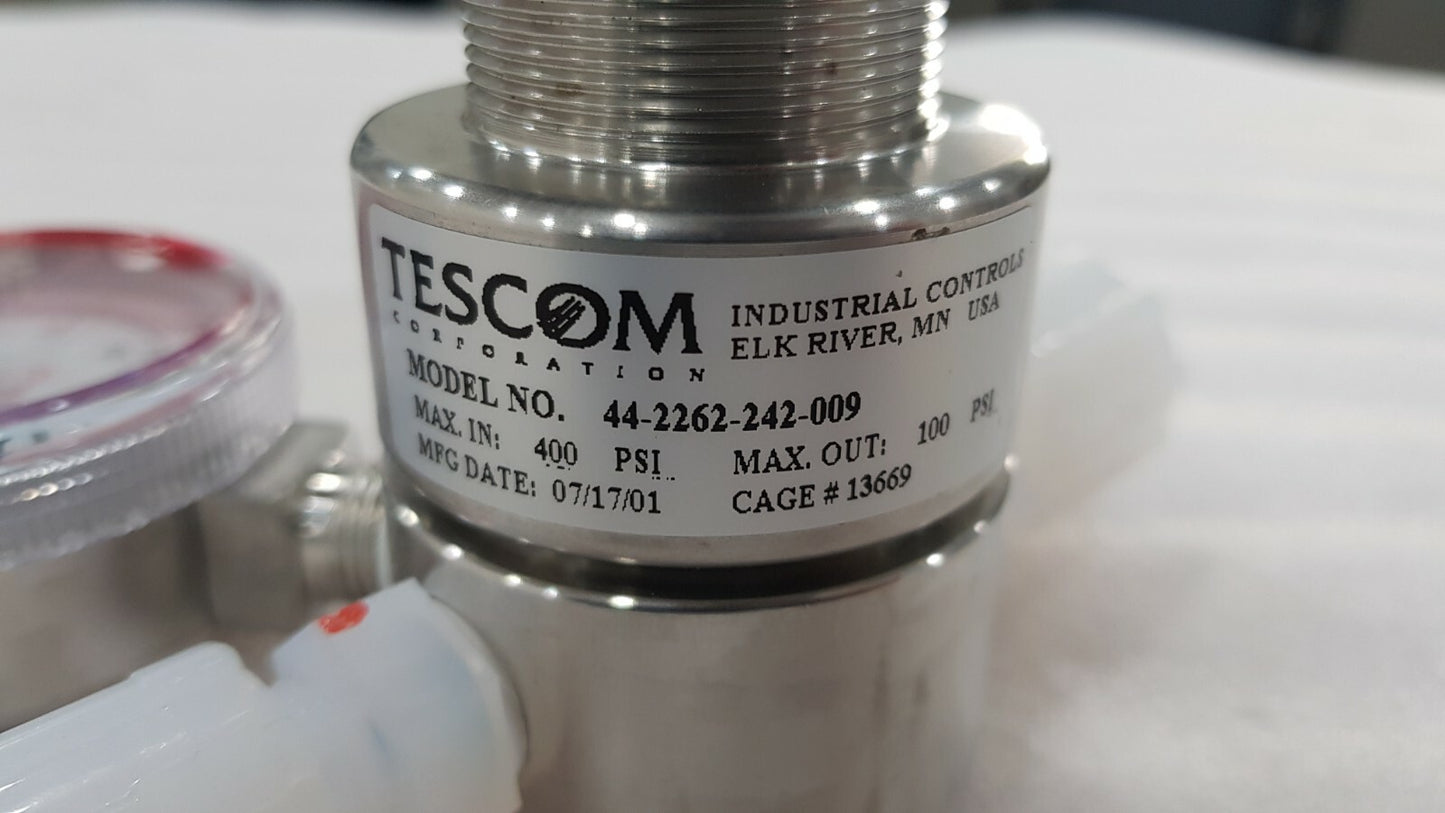 TESCOM
CORPORATION
INDUSTRIAL CONTROLS
ELK RIVER, MN USA
MODEL NO. 44-2262-242-009
MAX. IN: 400 PSI MAX. OUT: 100 PSI
MFG DATE: 07/17/01 CAGE # 13669